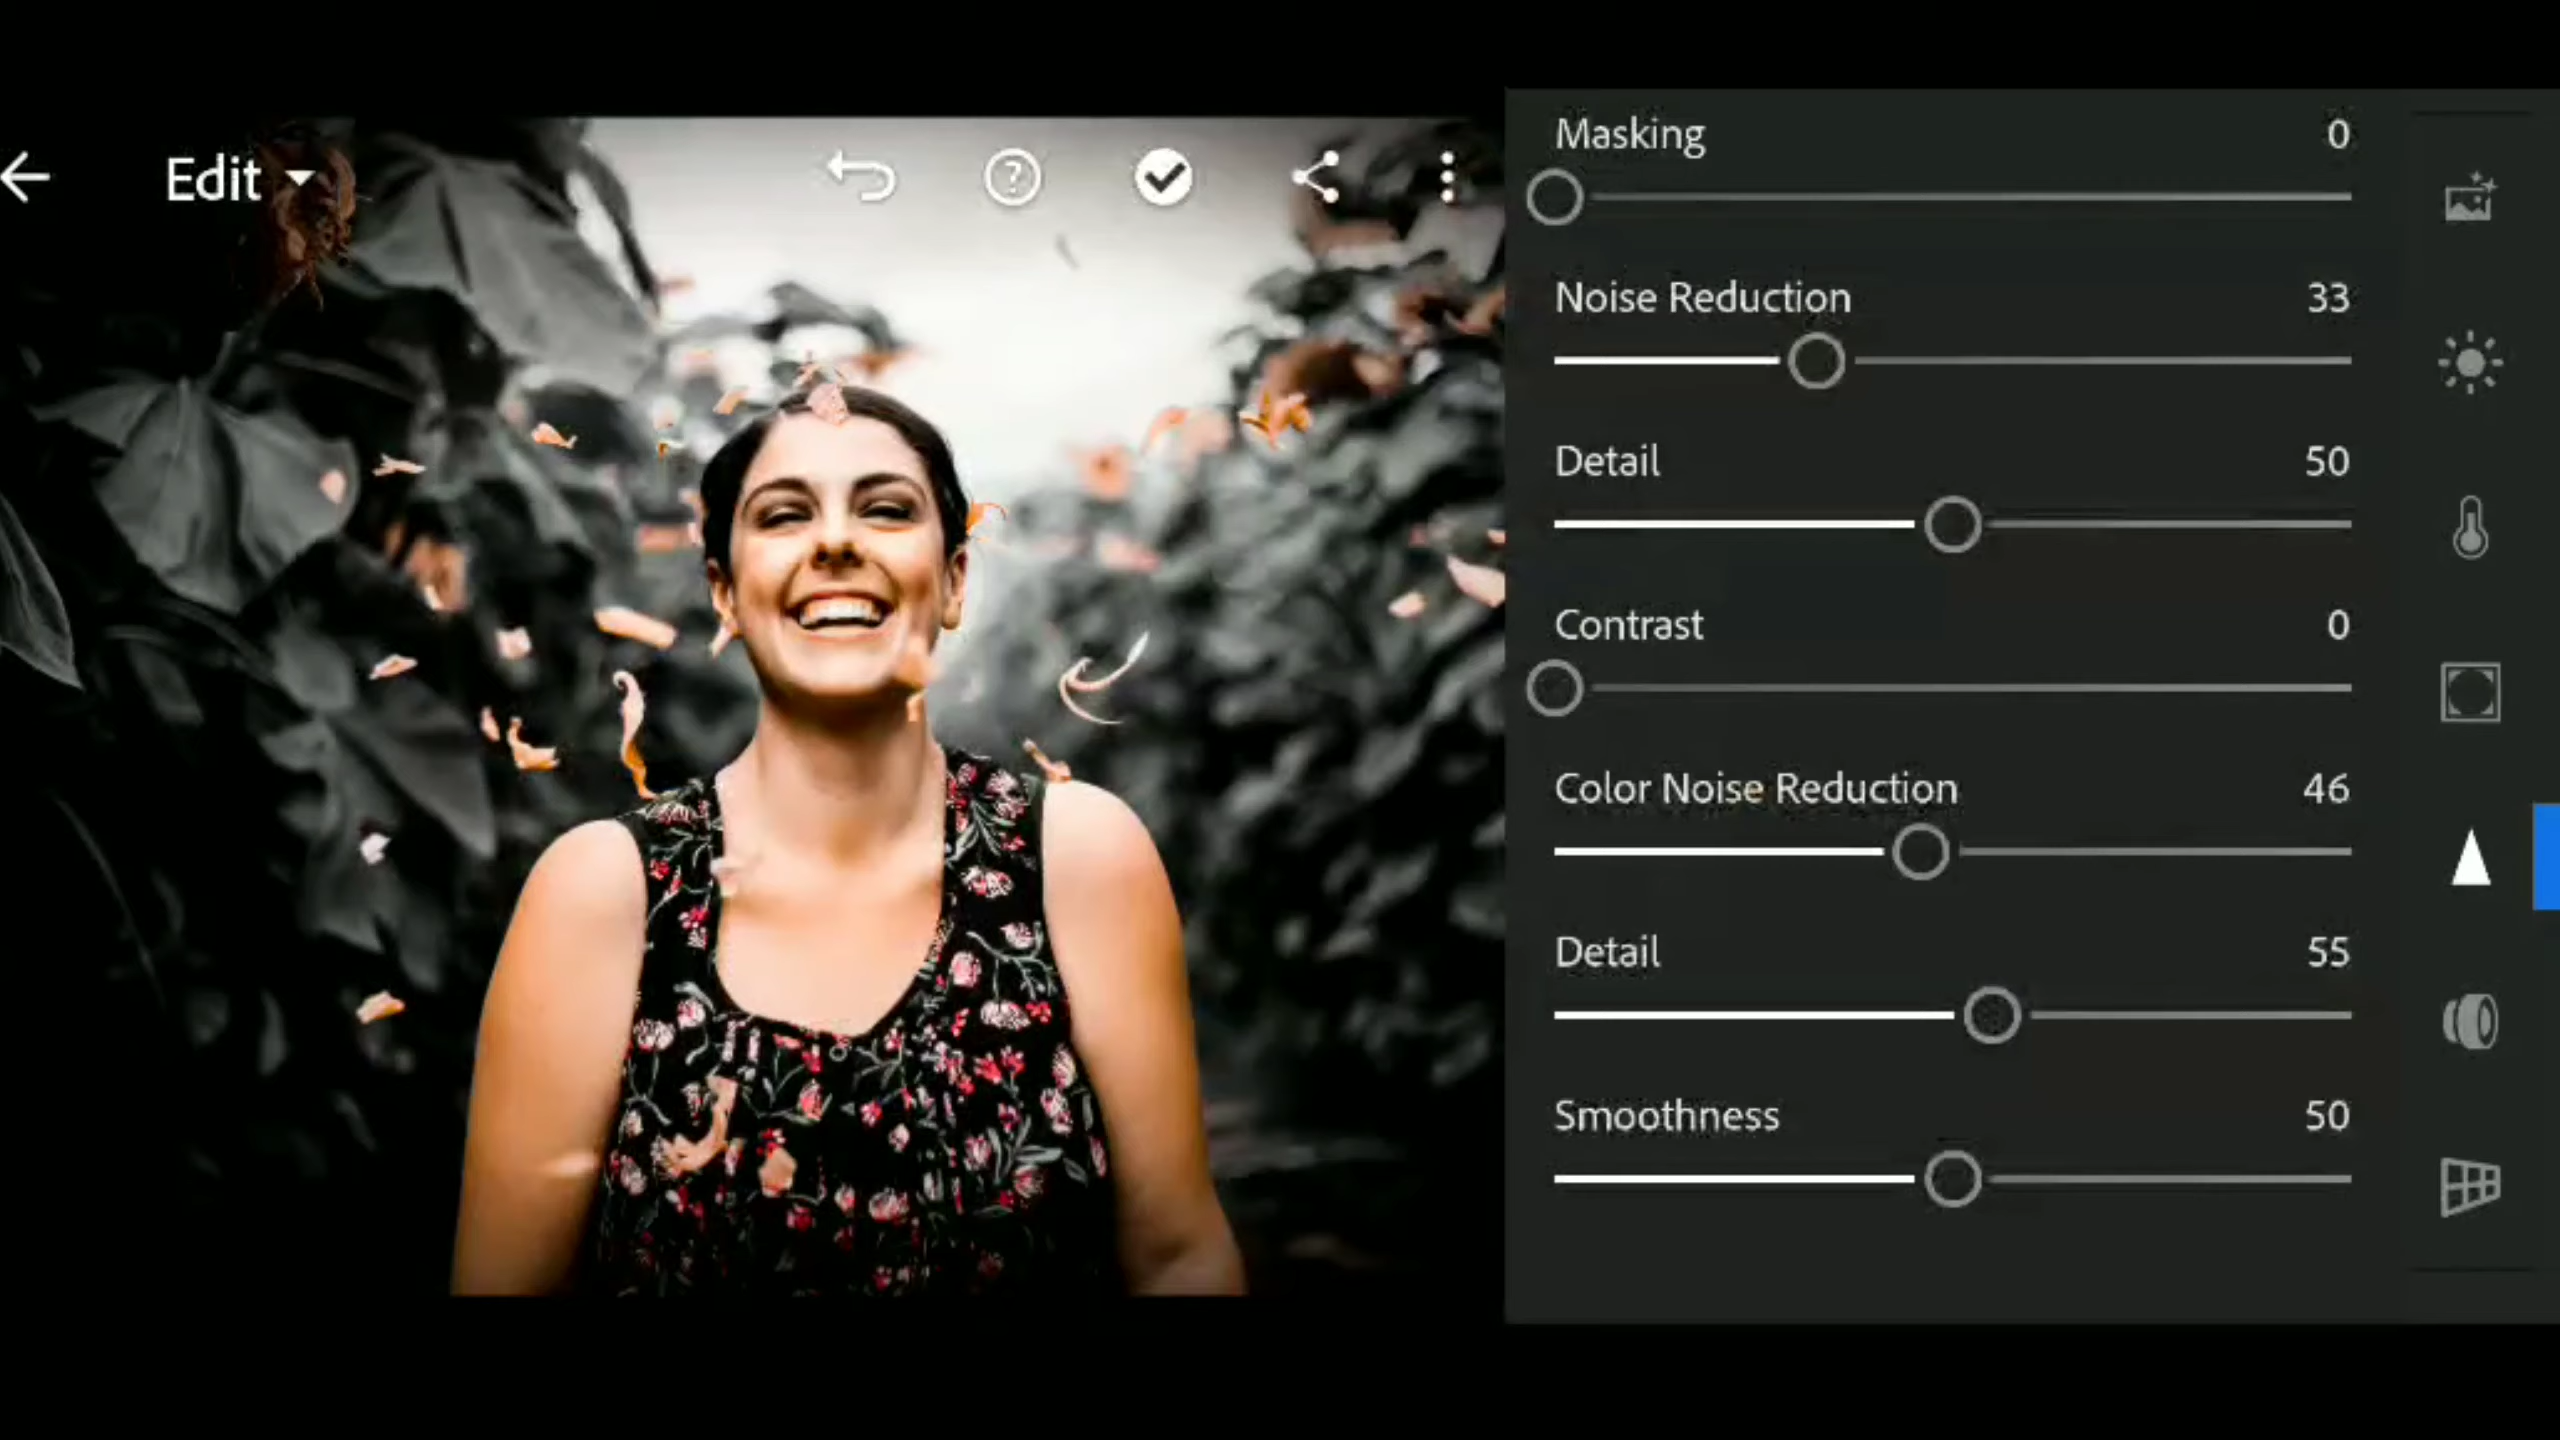 Edit
Masking 0
Noise Reduction 33
Detail 50
Contrast 0
Color Noise Reduction 46
Detail 55
Smoothness 50